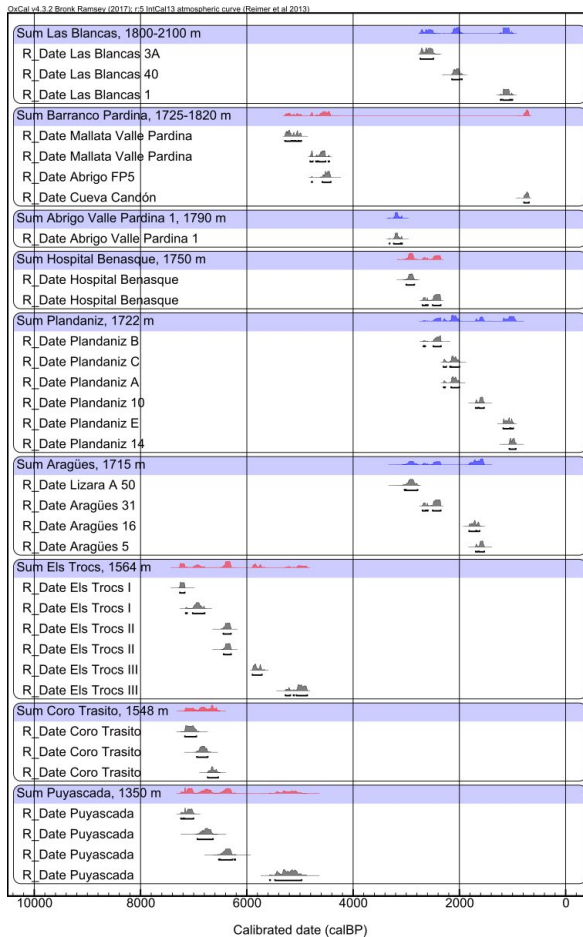 OxCal v4.3.2 Bronk Ramsey (2017); r:5 IntCal13 atmospheric curve (Reimer et al 2013)
Sum Las Blancas, 1800-2100 m
R_Date Las Blancas 3A
R_Date Las Blancas 40
R_Date Las Blancas 1
Sum Barranco Pardina, 1725-1820 m
R_Date Mallata Valle Pardina
R_Date Mallata Valle Pardina
R_Date Abrigo FP5
R_Date Cueva Candón
Sum Abrigo Valle Pardina 1, 1790 m
R_Date Abrigo Valle Pardina 1
Sum Hospital Benasque, 1750 m
R_Date Hospital Benasque
R_Date Hospital Benasque
Sum Plandaniz, 1722 m
R_Date Plandaniz B
R_Date Plandaniz C
R_Date Plandaniz A
R_Date Plandaniz 10
R_Date Plandaniz E
R_Date Plandaniz 14
Sum Aragües, 1715 m
R_Date Lizara A 50
R_Date Aragües 31
R_Date Aragües 16
R_Date Aragües 5
Sum Els Trocs, 1564 m
R_Date Els Trocs I
R_Date Els Trocs I
R_Date Els Trocs II
R_Date Els Trocs II
R_Date Els Trocs III
R_Date Els Trocs III
Sum Coro Trasito, 1548 m
R_Date Coro Trasito
R_Date Coro Trasito
R_Date Coro Trasito
Sum Puyascada, 1350 m
R_Date Puyascada
R_Date Puyascada
R_Date Puyascada
R_Date Puyascada
10000 8000 6000 4000 2000 0
Calibrated date (calBP)